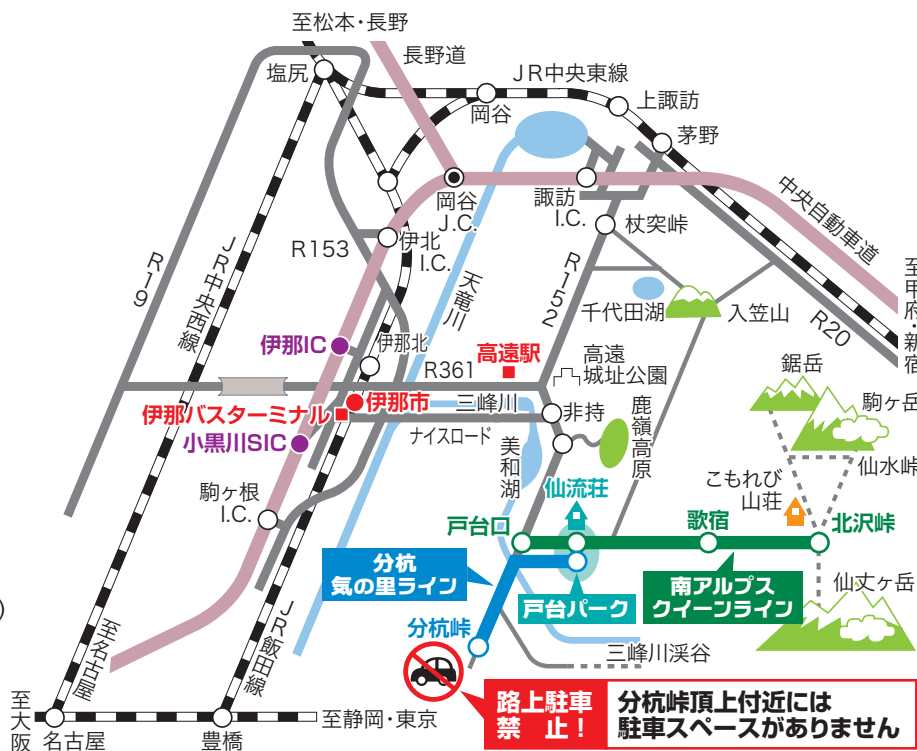 至松本・長野
長野道
塩尻
JR中央東線
岡谷
上諏訪
茅野
岡谷
J.C.
諏訪
I.C.
中央自動車道
杖突峠
R19
JR中央西線
R153
伊北
I.C.
天竜川
R152
千代田湖
入笠山
R20
至甲府・新宿
伊那IC
伊那北
R361
高遠駅
高遠
城址公園
鋸岳
駒ヶ岳
伊那バスターミナル
伊那市
三峰川
非持
鹿嶺高原
小黒川SIC
ナイスロード
美和湖
仙水峠
こもれび
山荘
駒ヶ根
I.C.
仙流荘
戸台口
歌宿
北沢峠
分杭
気の里ライン
戸台パーク
南アルプス
クイーンライン
仙丈ヶ岳
分杭峠
三峰川渓谷
)
至名古屋
JR飯田線
路上駐車
禁 止！
分杭峠頂上付近には
駐車スペースがありません
至大阪
名古屋
豊橋
至静岡・東京